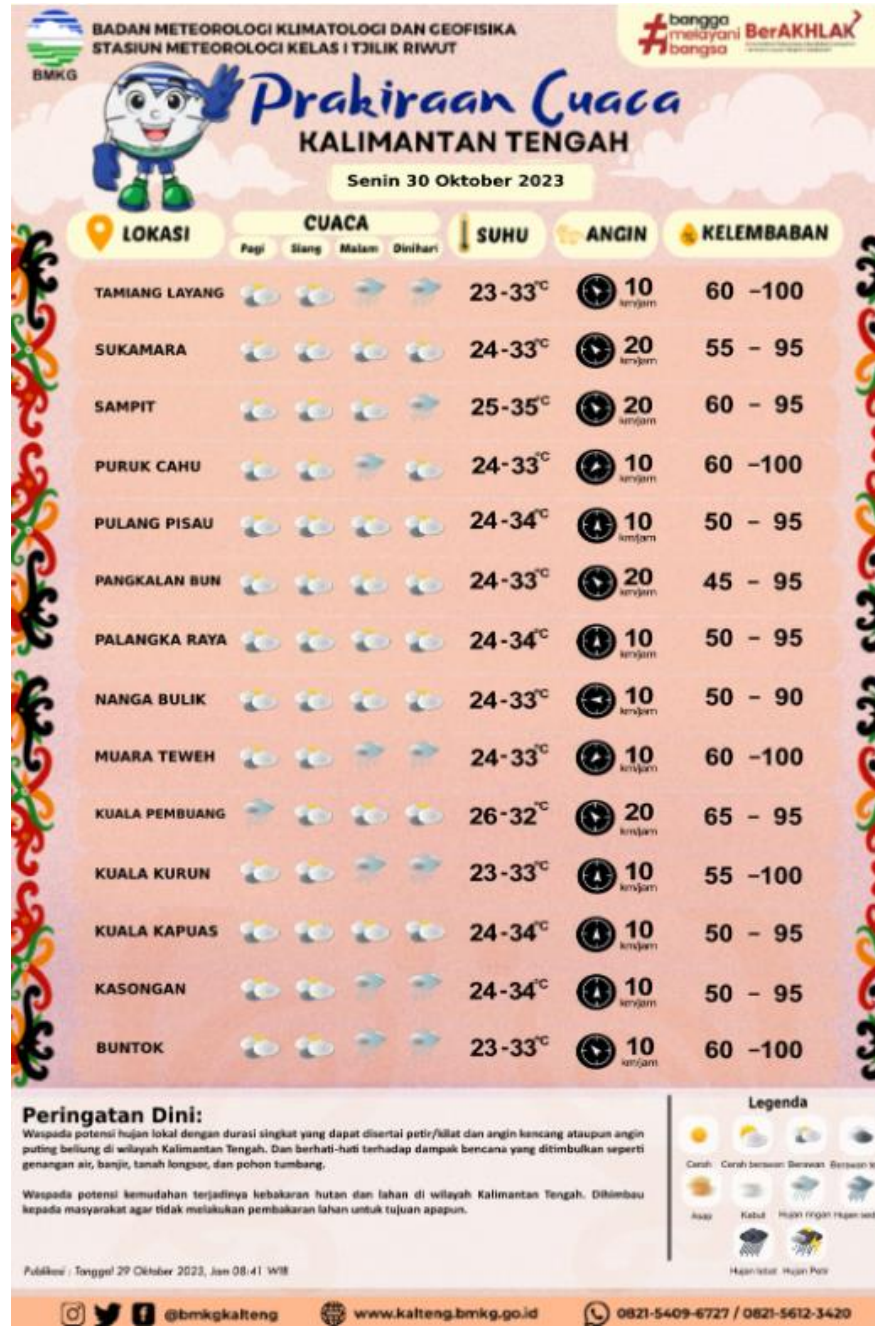 BADAN METEOROLOGI KLIMATOLOGI DAN GEOFISIKA
STASIUN METEOROLOGI KELAS I TJILIK RIWUT
BMKG
#bangga melayani bangsa
BerAKHLAK
Prakiraan Cuaca
KALIMANTAN TENGAH
Senin 30 Oktober 2023
LOKASI CUACA SUHU ANGIN KELEMBABAN
Pagi Siang Malam Dinihari
TAMIANG LAYANG 23-33°C 10 km/jam 60 -100
SUKAMARA 24-33°C 20 km/jam 55 - 95
SAMPIT 25-35°C 20 km/jam 60 - 95
PURUK CAHU 24-33°C 10 km/jam 60 -100
PULANG PISAU 24-34°C 10 km/jam 50 - 95
PANGKALAN BUN 24-33°C 20 km/jam 45 - 95
PALANGKA RAYA 24-34°C 10 km/jam 50 - 95
NANGA BULIK 24-33°C 10 km/jam 50 - 90
MUARA TEWEH 24-33°C 10 km/jam 60 -100
KUALA PEMBUANG 26-32°C 20 km/jam 65 - 95
KUALA KURUN 23-33°C 10 km/jam 55 -100
KUALA KAPUAS 24-34°C 10 km/jam 50 - 95
KASONGAN 24-34°C 10 km/jam 50 - 95
BUNTOK 23-33°C 10 km/jam 60 -100
Peringatan Dini:
Waspada potensi hujan lokal dengan durasi singkat yang dapat disertai petir/kilat dan angin kencang ataupun angin
puting beliung di wilayah Kalimantan Tengah. Dan berhati-hati terhadap dampak bencana yang ditimbulkan seperti
genangan air, banjir, tanah longsor, dan pohon tumbang.
Waspada potensi kemudahan terjadinya kebakaran hutan dan lahan di wilayah Kalimantan Tengah. Dihimbau
kepada masyarakat agar tidak melakukan pembakaran lahan untuk tujuan apapun.
Publikasi : Tanggal 29 Oktober 2023, Jam 08:41 WIB
Legenda
Cerah Cerah berawan Berawan Berawan
Asap Kabut Hujan ringan Hujan
Hujan lebat Hujan Petir
@bmkgkalteng www.kalteng.bmkg.go.id 0821-5409-6727 / 0821-5612-3420